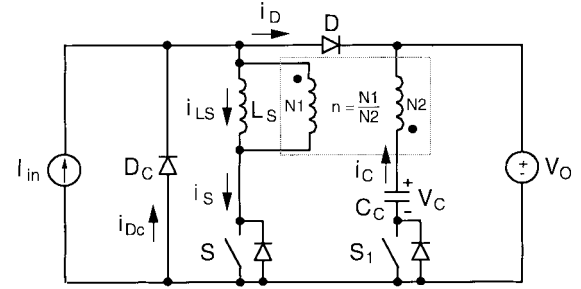 i_D
D
i_LS
L_S
N1
n = N1/N2
N2
I_in
D_C
i_Dc
i_S
i_C
+
C_C
V_C
-
+
-
V_O
S
S_1